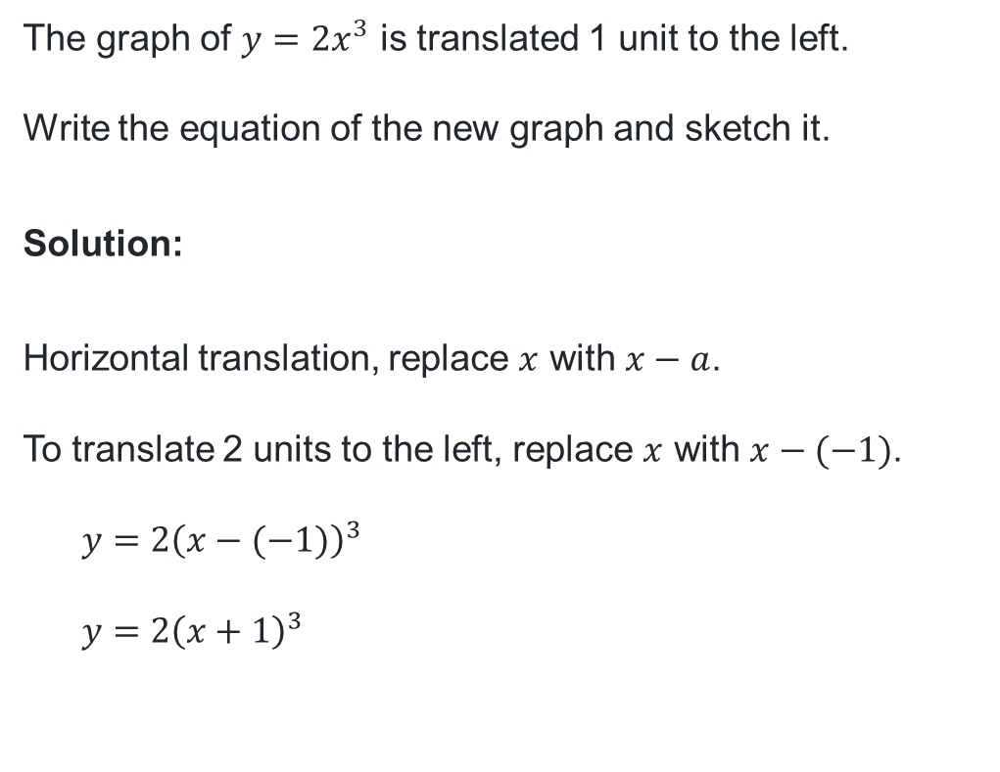 The graph of y = 2x³ is translated 1 unit to the left.
Write the equation of the new graph and sketch it.
Solution:
Horizontal translation, replace x with x − a.
To translate 2 units to the left, replace x with x − (−1).
y = 2(x − (−1))³
y = 2(x + 1)³